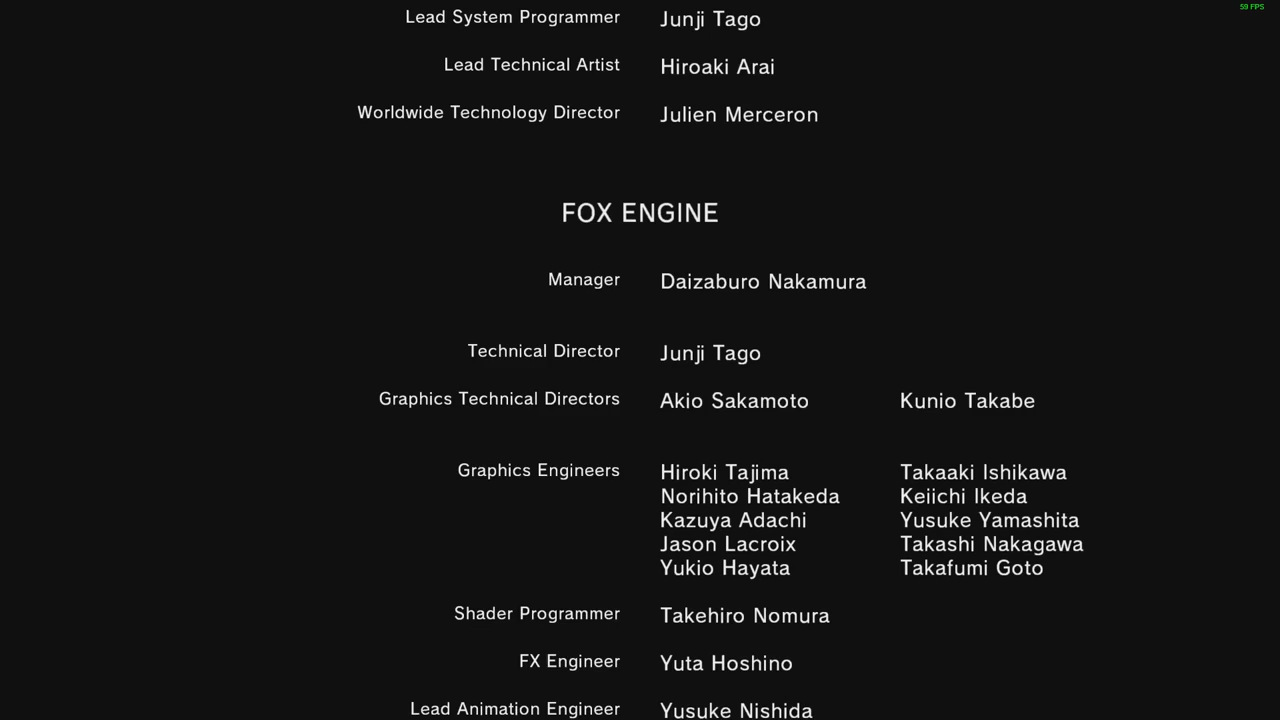 59 FPS
Lead System Programmer Junji Tago
Lead Technical Artist Hiroaki Arai
Worldwide Technology Director Julien Merceron
FOX ENGINE
Manager Daizaburo Nakamura
Technical Director Junji Tago
Graphics Technical Directors Akio Sakamoto Kunio Takabe
Graphics Engineers Hiroki Tajima Takaaki Ishikawa
Norihito Hatakeda Keiichi Ikeda
Kazuya Adachi Yusuke Yamashita
Jason Lacroix Takashi Nakagawa
Yukio Hayata Takafumi Goto
Shader Programmer Takehiro Nomura
FX Engineer Yuta Hoshino
Lead Animation Engineer Yusuke Nishida